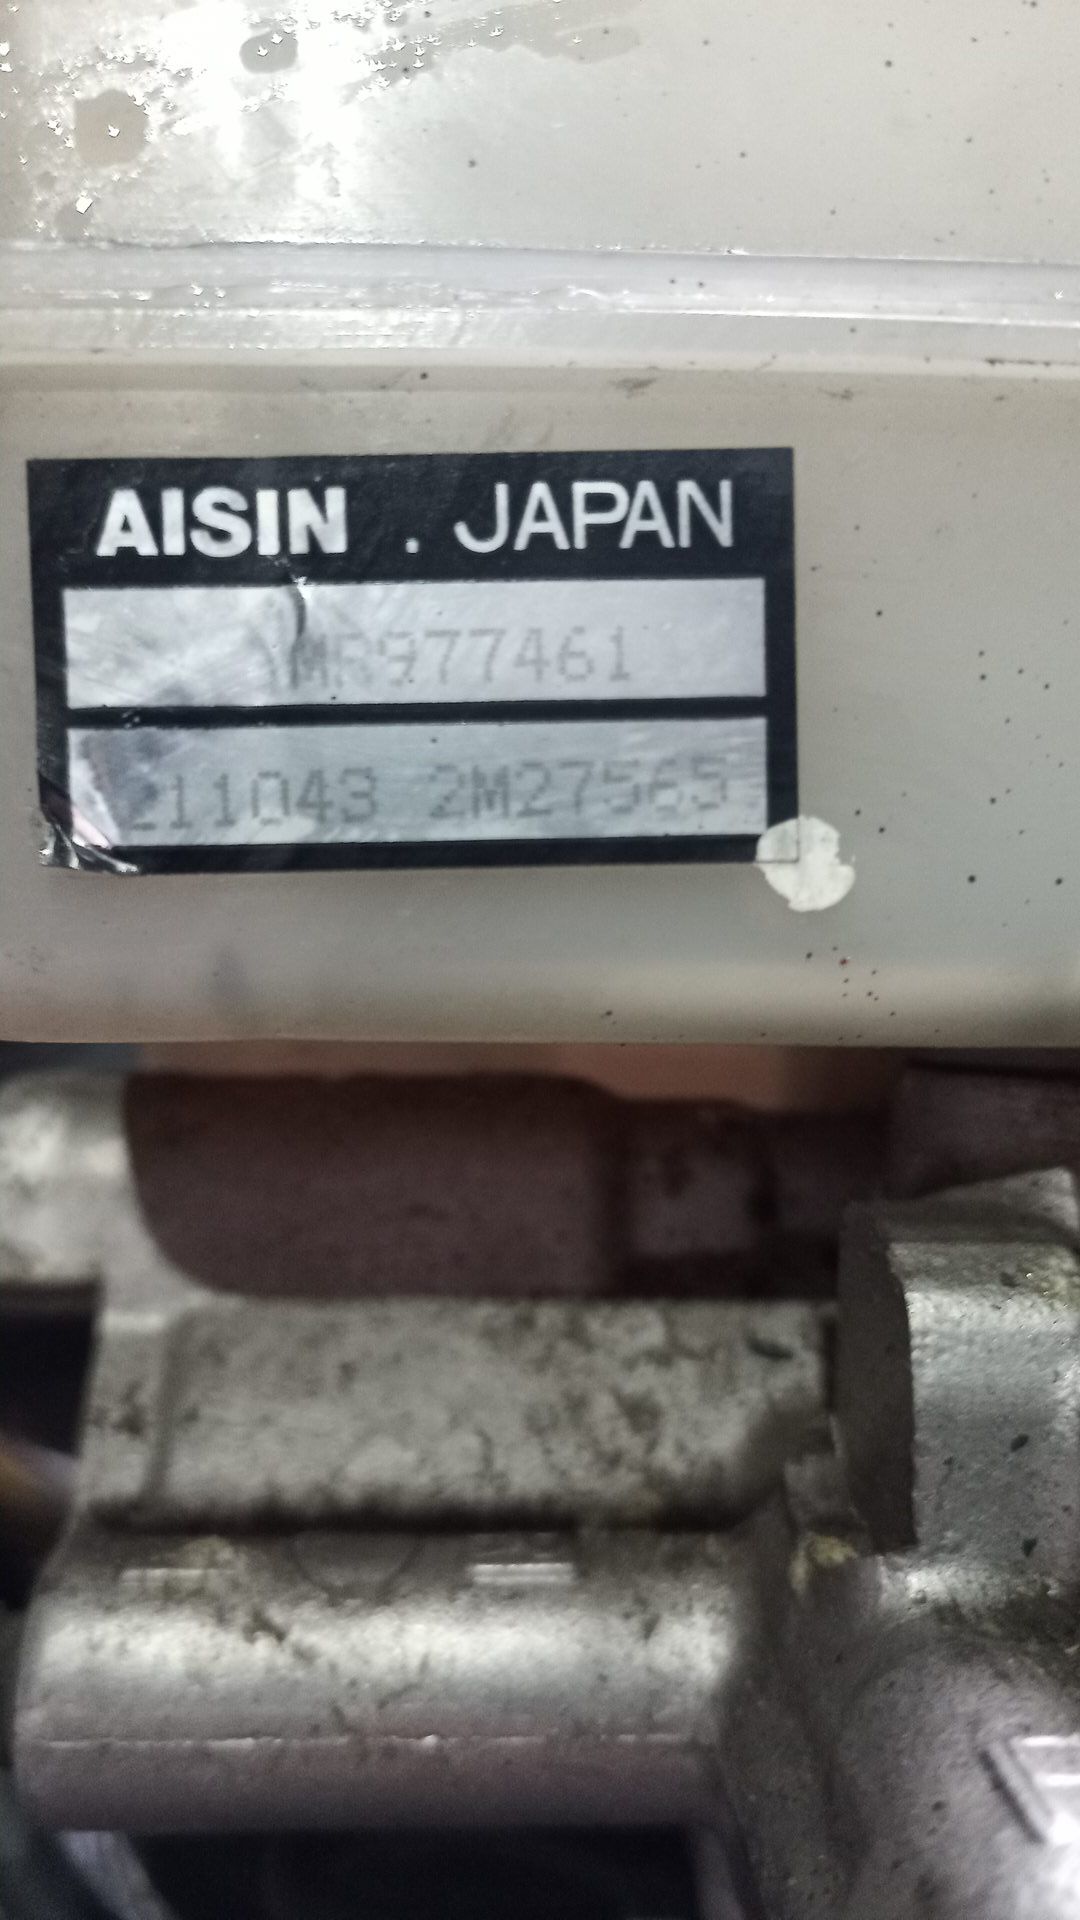 AISIN . JAPAN
MR977461
211043 2M27565